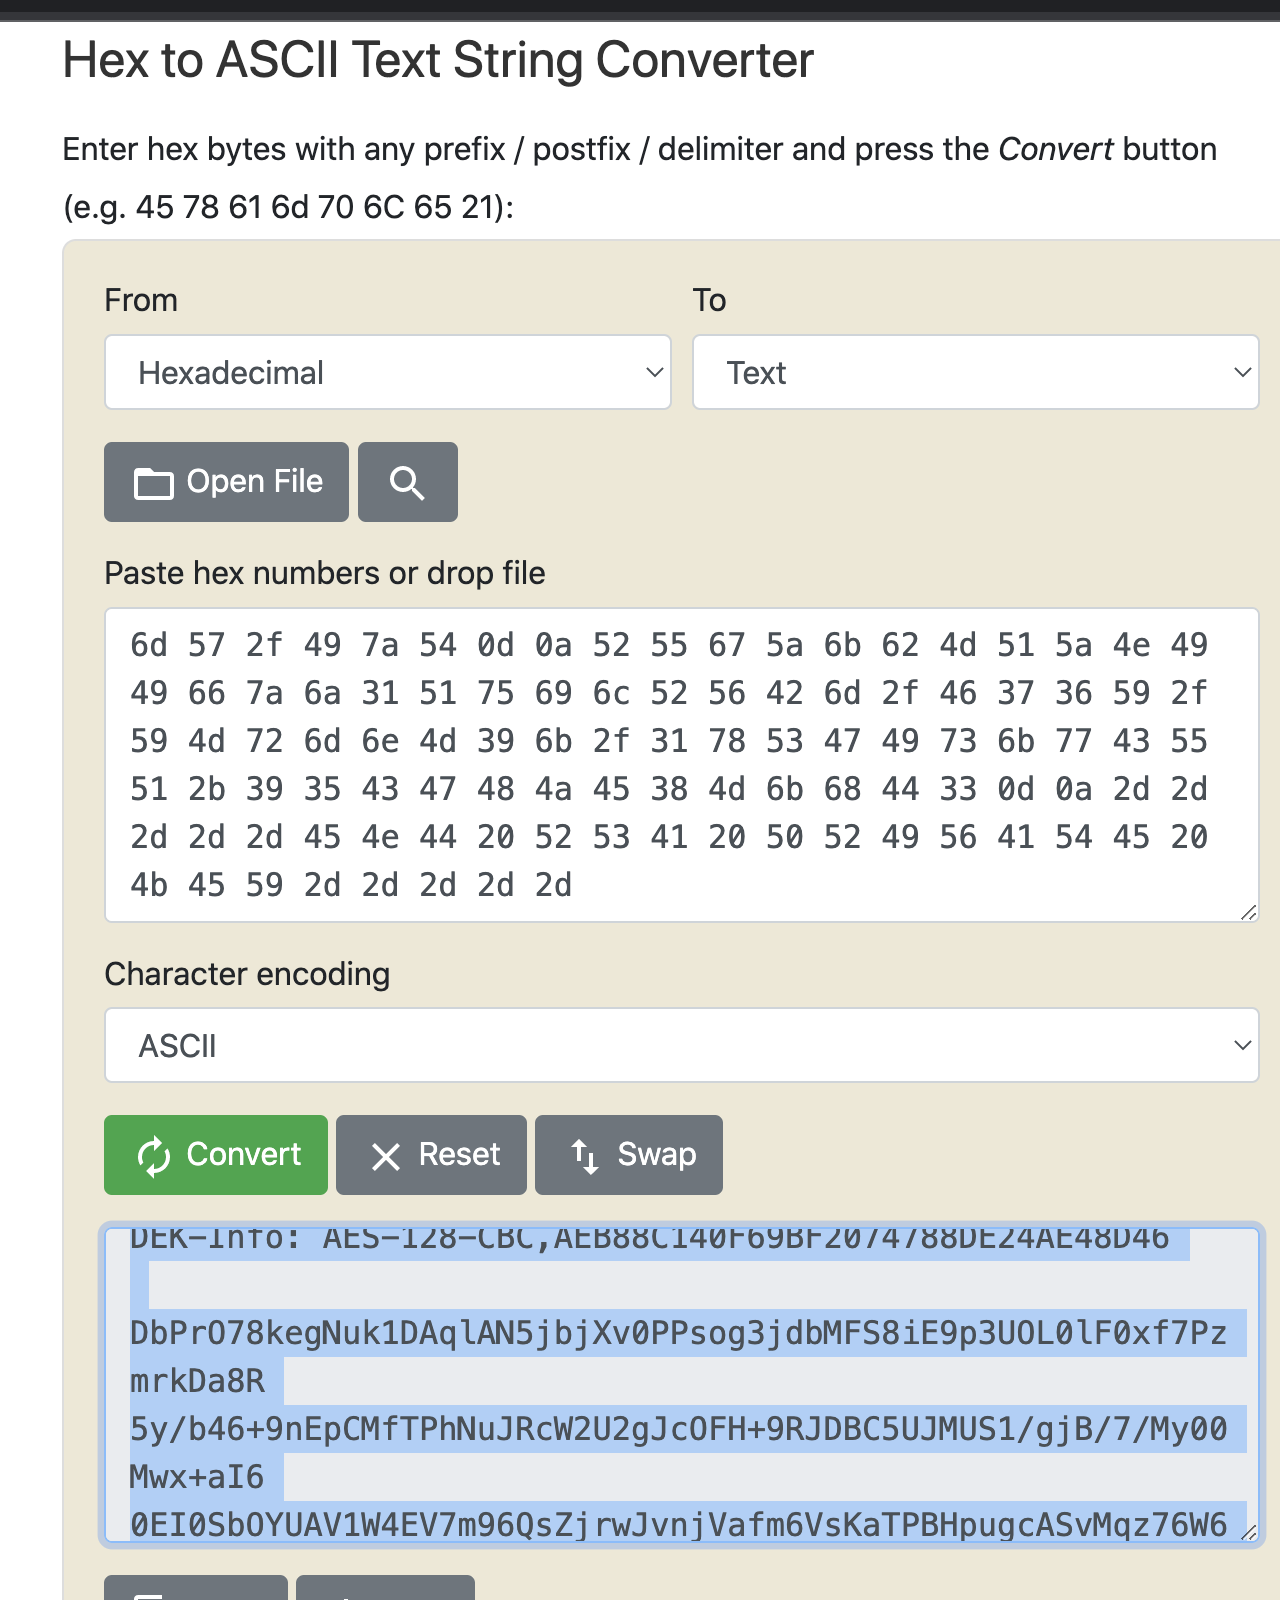 Hex to ASCII Text String Converter
Enter hex bytes with any prefix / postfix / delimiter and press the Convert button
(e.g. 45 78 61 6d 70 6C 65 21):
From
To
Hexadecimal
Text
Open File
Paste hex numbers or drop file
6d 57 2f 49 7a 54 0d 0a 52 55 67 5a 6b 62 4d 51 5a 4e 49
49 66 7a 6a 31 51 75 69 6c 52 56 42 6d 2f 46 37 36 59 2f
59 4d 72 6d 6e 4d 39 6b 2f 31 78 53 47 49 73 6b 77 43 55
51 2b 39 35 43 47 48 4a 45 38 4d 6b 68 44 33 0d 0a 2d 2d
2d 2d 2d 45 4e 44 20 52 53 41 20 50 52 49 56 41 54 45 20
4b 45 59 2d 2d 2d 2d 2d
Character encoding
ASCII
Convert
Reset
Swap
DEK-Info: AES-128-CBC,AEB88C140F69BF2074788DE24AE48D46
DbPrO78kegNuk1DAqlAN5jbjXv0PPsog3jdbMFS8iE9p3UOL0lF0xf7Pz
mrkDa8R
5y/b46+9nEpCMfTPhNuJRcW2U2gJcOFH+9RJDBC5UJMUS1/gjB/7/My00
Mwx+aI6
0EI0SbOYUAV1W4EV7m96QsZjrwJvnjVafm6VsKaTPBHpugcASvMqz76W6